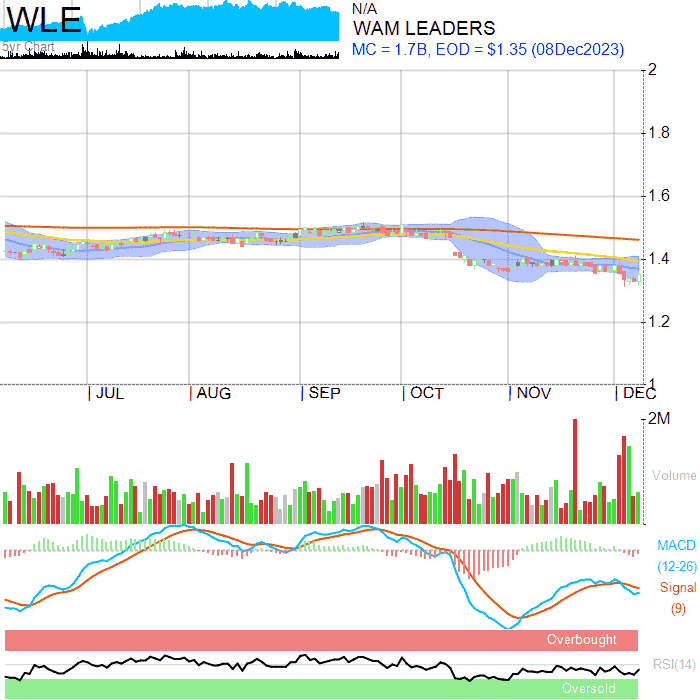 WLE
5yr Chart
N/A
WAM LEADERS
MC = 1.7B, EOD = $1.35 (08Dec2023)
2
1.8
1.6
1.4
1.2
1
JUL AUG SEP OCT NOV DEC
2M
Volume
MACD
(12-26)
Signal
(9)
Overbought
RSI(14)
Oversold